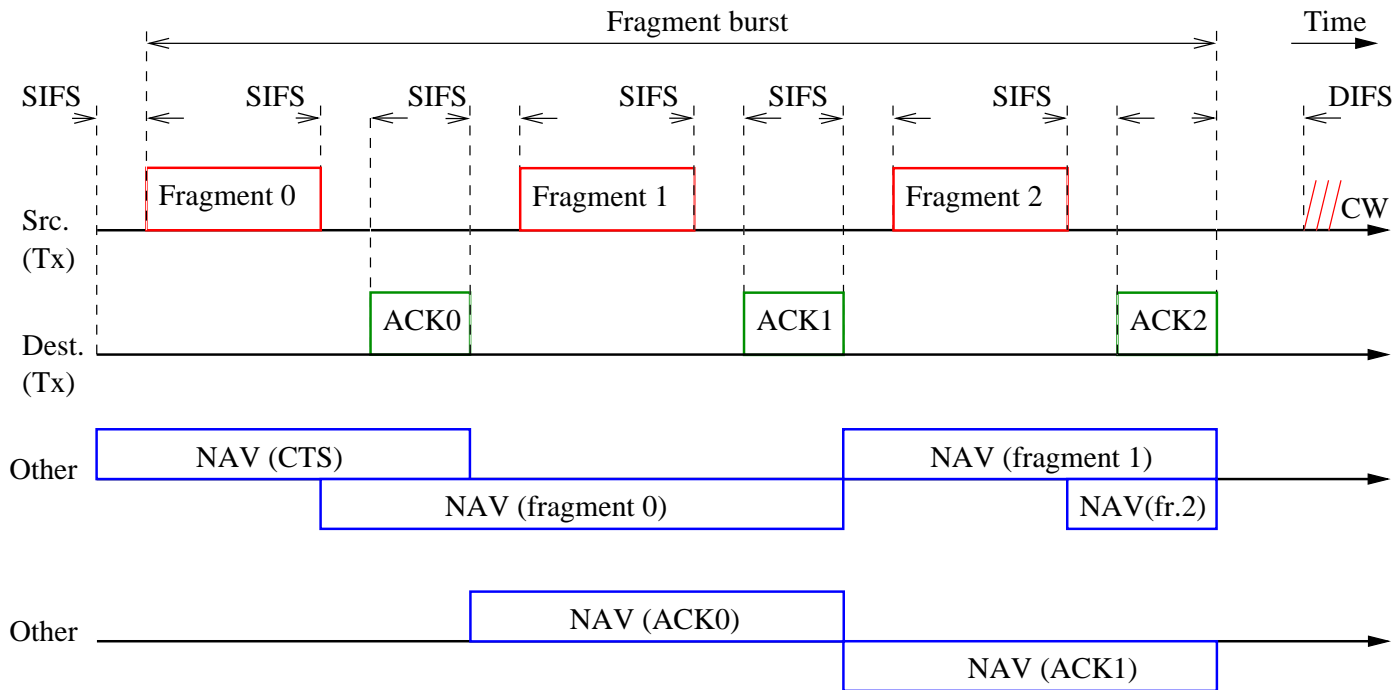 Fragment burst
Time
SIFS
SIFS
SIFS
SIFS
SIFS
SIFS
DIFS
Fragment 0
Fragment 1
Fragment 2
CW
Src.
(Tx)
ACK0
ACK1
ACK2
Dest.
(Tx)
NAV (CTS)
NAV (fragment 1)
Other
NAV (fragment 0)
NAV(fr.2)
NAV (ACK0)
Other
NAV (ACK1)